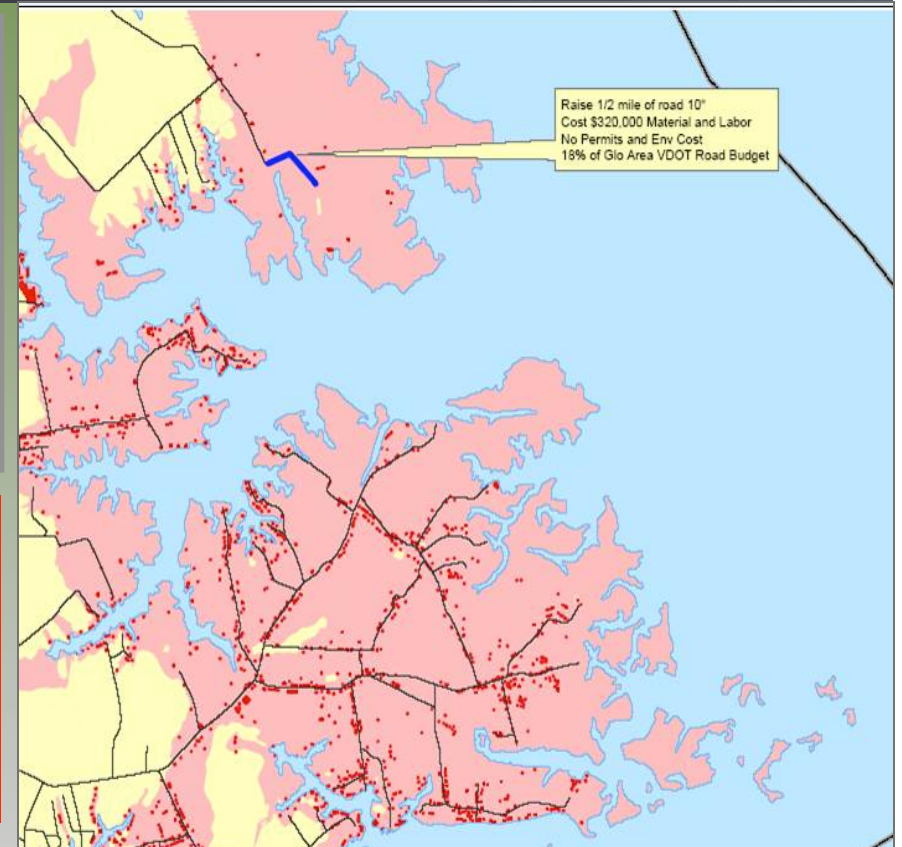 Raise 1/2 mile of road 10"
Cost $320,000 Material and Labor
No Permits and Env Cost
18% of Glo Area VDOT Road Budget